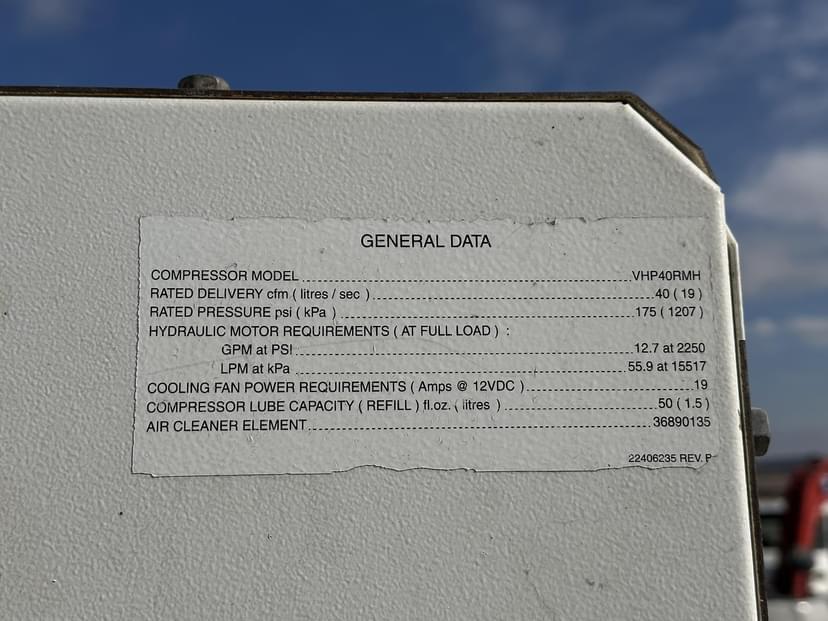 GENERAL DATA
COMPRESSOR MODEL VHP40RMH
RATED DELIVERY cfm ( litres / sec ) 40 ( 19 )
RATED PRESSURE psi ( kPa ) 175 ( 1207 )
HYDRAULIC MOTOR REQUIREMENTS ( AT FULL LOAD ) :
GPM at PSI 12.7 at 2250
LPM at kPa 55.9 at 15517
COOLING FAN POWER REQUIREMENTS ( Amps @ 12VDC ) 19
COMPRESSOR LUBE CAPACITY ( REFILL ) fl.oz. ( litres ) 50 ( 1.5 )
AIR CLEANER ELEMENT 36890135
22406235 REV.